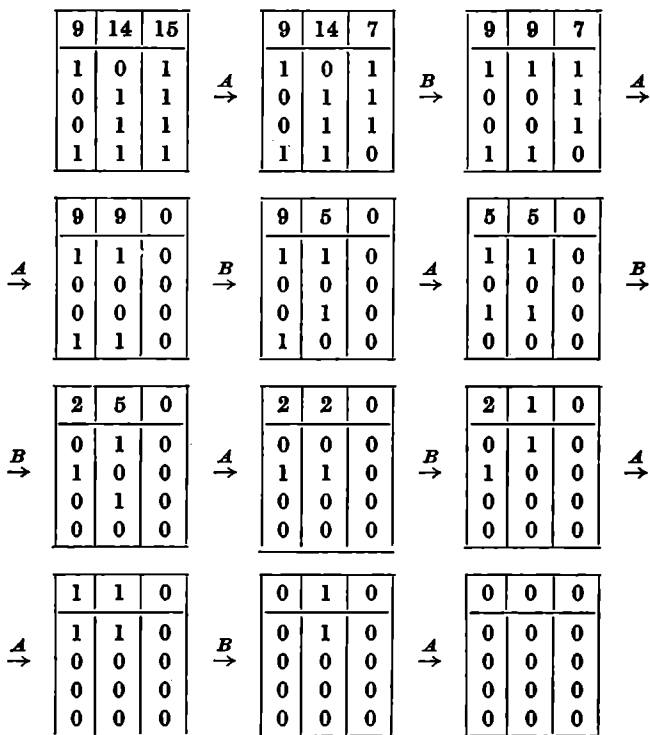 9 14 15
1 0 1
0 1 1
0 1 1
1 1 1
A
→
9 14 7
1 0 1
0 1 1
0 1 1
1 1 0
B
→
9 9 7
1 1 1
0 0 1
0 0 1
1 1 0
A
→
A
→
9 9 0
1 1 0
0 0 0
0 0 0
1 1 0
B
→
9 5 0
1 1 0
0 0 0
0 1 0
1 0 0
A
→
5 5 0
1 1 0
0 0 0
1 1 0
0 0 0
B
→
B
→
2 5 0
0 1 0
1 0 0
0 1 0
0 0 0
A
→
2 2 0
0 0 0
1 1 0
0 0 0
0 0 0
B
→
2 1 0
0 1 0
1 0 0
0 0 0
0 0 0
A
→
A
→
1 1 0
1 1 0
0 0 0
0 0 0
0 0 0
B
→
0 1 0
0 1 0
0 0 0
0 0 0
0 0 0
A
→
0 0 0
0 0 0
0 0 0
0 0 0
0 0 0